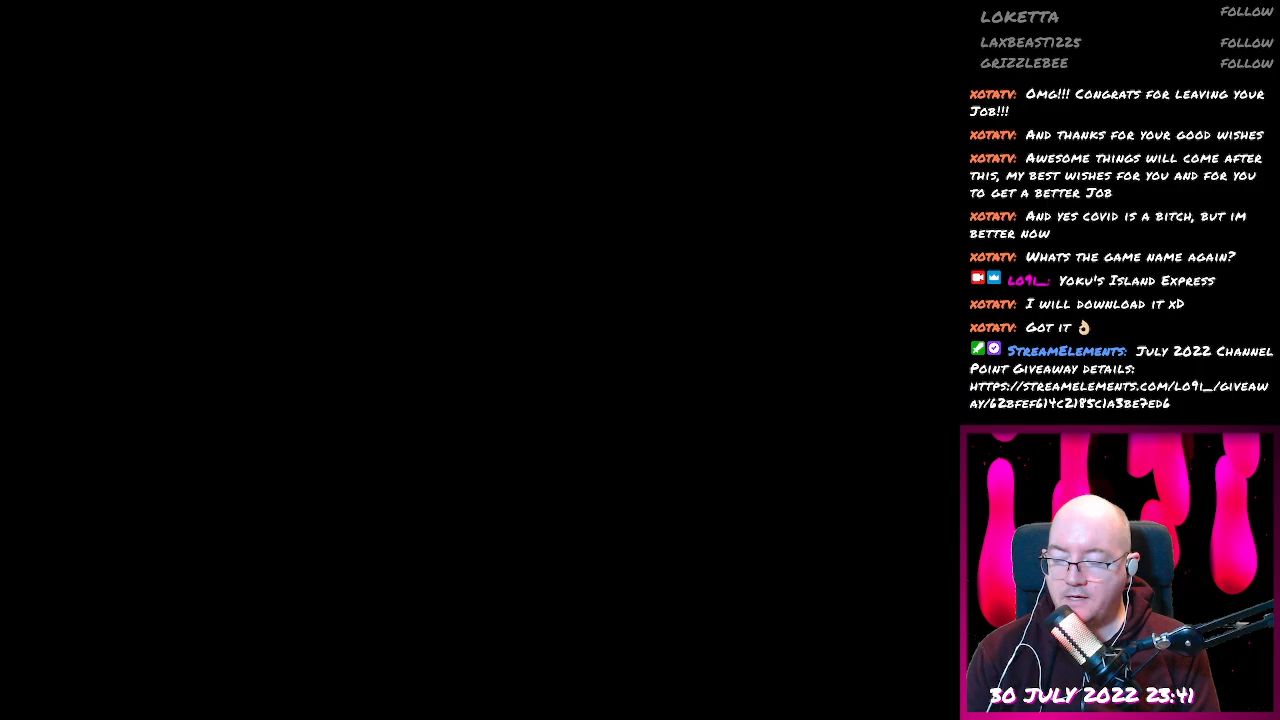 LOKETTA FOLLOW
LAXBEAST1225 FOLLOW
GRIZZLEBEE FOLLOW
XOTATV: OMG!!! CONGRATS FOR LEAVING YOUR
JOB!!!
XOTATV: AND THANKS FOR YOUR GOOD WISHES
XOTATV: AWESOME THINGS WILL COME AFTER
THIS, MY BEST WISHES FOR YOU AND FOR YOU
TO GET A BETTER JOB
XOTATV: AND YES COVID IS A BITCH, BUT IM
BETTER NOW
XOTATV: WHATS THE GAME NAME AGAIN?
LO9I_: YOKU'S ISLAND EXPRESS
XOTATV: I WILL DOWNLOAD IT XD
XOTATV: GOT IT 👌🏼
STREAMELEMENTS: JULY 2022 CHANNEL
POINT GIVEAWAY DETAILS:
HTTPS://STREAMELEMENTS.COM/LO9I_/GIVEAW
AY/62BFEF614C2185C1A3BE7ED6
30 JULY 2022 23:41